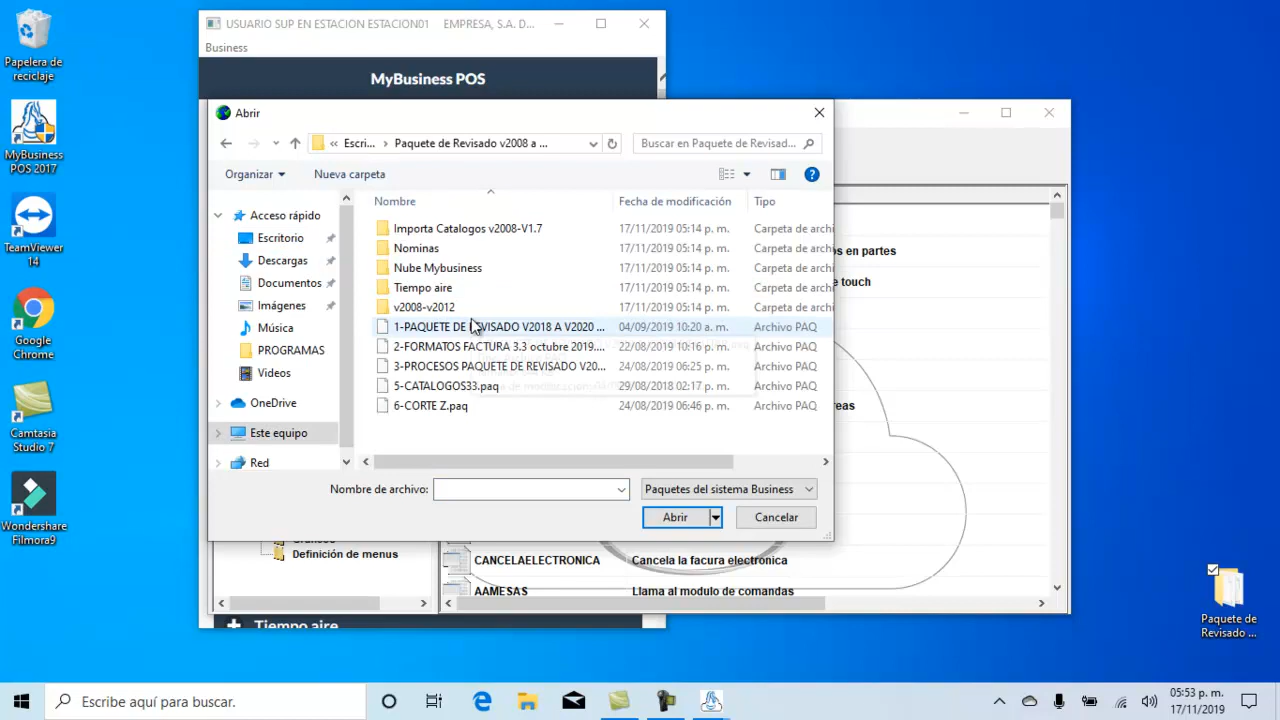 Papelera de
reciclaje
MyBusiness
POS 2017
TeamViewer
14
Google
Chrome
Camtasia
Studio 7
Wondershare
Filmora9
USUARIO SUP EN ESTACION ESTACION01 EMPRESA, S.A. D...
Business
MyBusiness POS
Abrir
« Escri... › Paquete de Revisado v2008 a ...
Buscar en Paquete de Revisad...
Organizar
Nueva carpeta
Acceso rápido
Escritorio
Descargas
Documentos
Imágenes
Música
PROGRAMAS
Videos
OneDrive
Este equipo
Red
Nombre Fecha de modificación Tipo
Importa Catalogos v2008-V1.7 17/11/2019 05:14 p. m. Carpeta de archi
Nominas 17/11/2019 05:14 p. m. Carpeta de archi
Nube Mybusiness 17/11/2019 05:14 p. m. Carpeta de archi
Tiempo aire 17/11/2019 05:14 p. m. Carpeta de archi
v2008-v2012 17/11/2019 05:14 p. m. Carpeta de archi
1-PAQUETE DE REVISADO V2018 A V2020 ... 04/09/2019 10:20 a. m. Archivo PAQ
2-FORMATOS FACTURA 3.3 octubre 2019.... 22/08/2019 10:16 p. m. Archivo PAQ
3-PROCESOS PAQUETE DE REVISADO V20... 24/08/2019 06:25 p. m. Archivo PAQ
5-CATALOGOS33.paq 29/08/2018 02:17 p. m. Archivo PAQ
6-CORTE Z.paq 24/08/2019 06:46 p. m. Archivo PAQ
Nombre de archivo:
Paquetes del sistema Business
Abrir
Cancelar
os en partes
e touch
eas
Definición de menus
CANCELAELECTRONICA Cancela la facura electronica
AAMESAS Llama al modulo de comandas
Tiempo aire
Paquete de
Revisado ...
Escribe aquí para buscar.
05:53 p. m.
17/11/2019